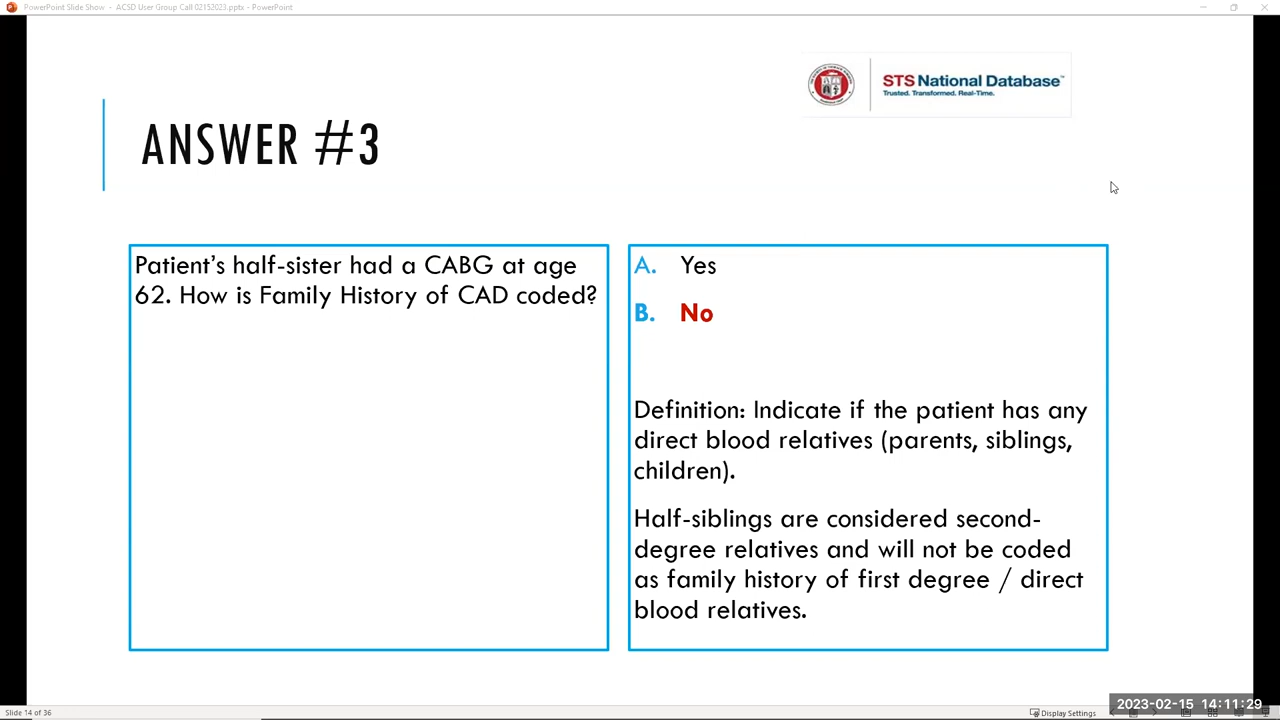 PowerPoint Slide Show - ACSD User Group Call 02152023.pptx - PowerPoint
STS National Database™
Trusted. Transformed. Real-Time.
ANSWER #3
Patient's half-sister had a CABG at age
62. How is Family History of CAD coded?
A. Yes
B. No
Definition: Indicate if the patient has any
direct blood relatives (parents, siblings,
children).
Half-siblings are considered second-
degree relatives and will not be coded
as family history of first degree / direct
blood relatives.
2023-02-15 14:11:29
Slide 14 of 36
Display Settings